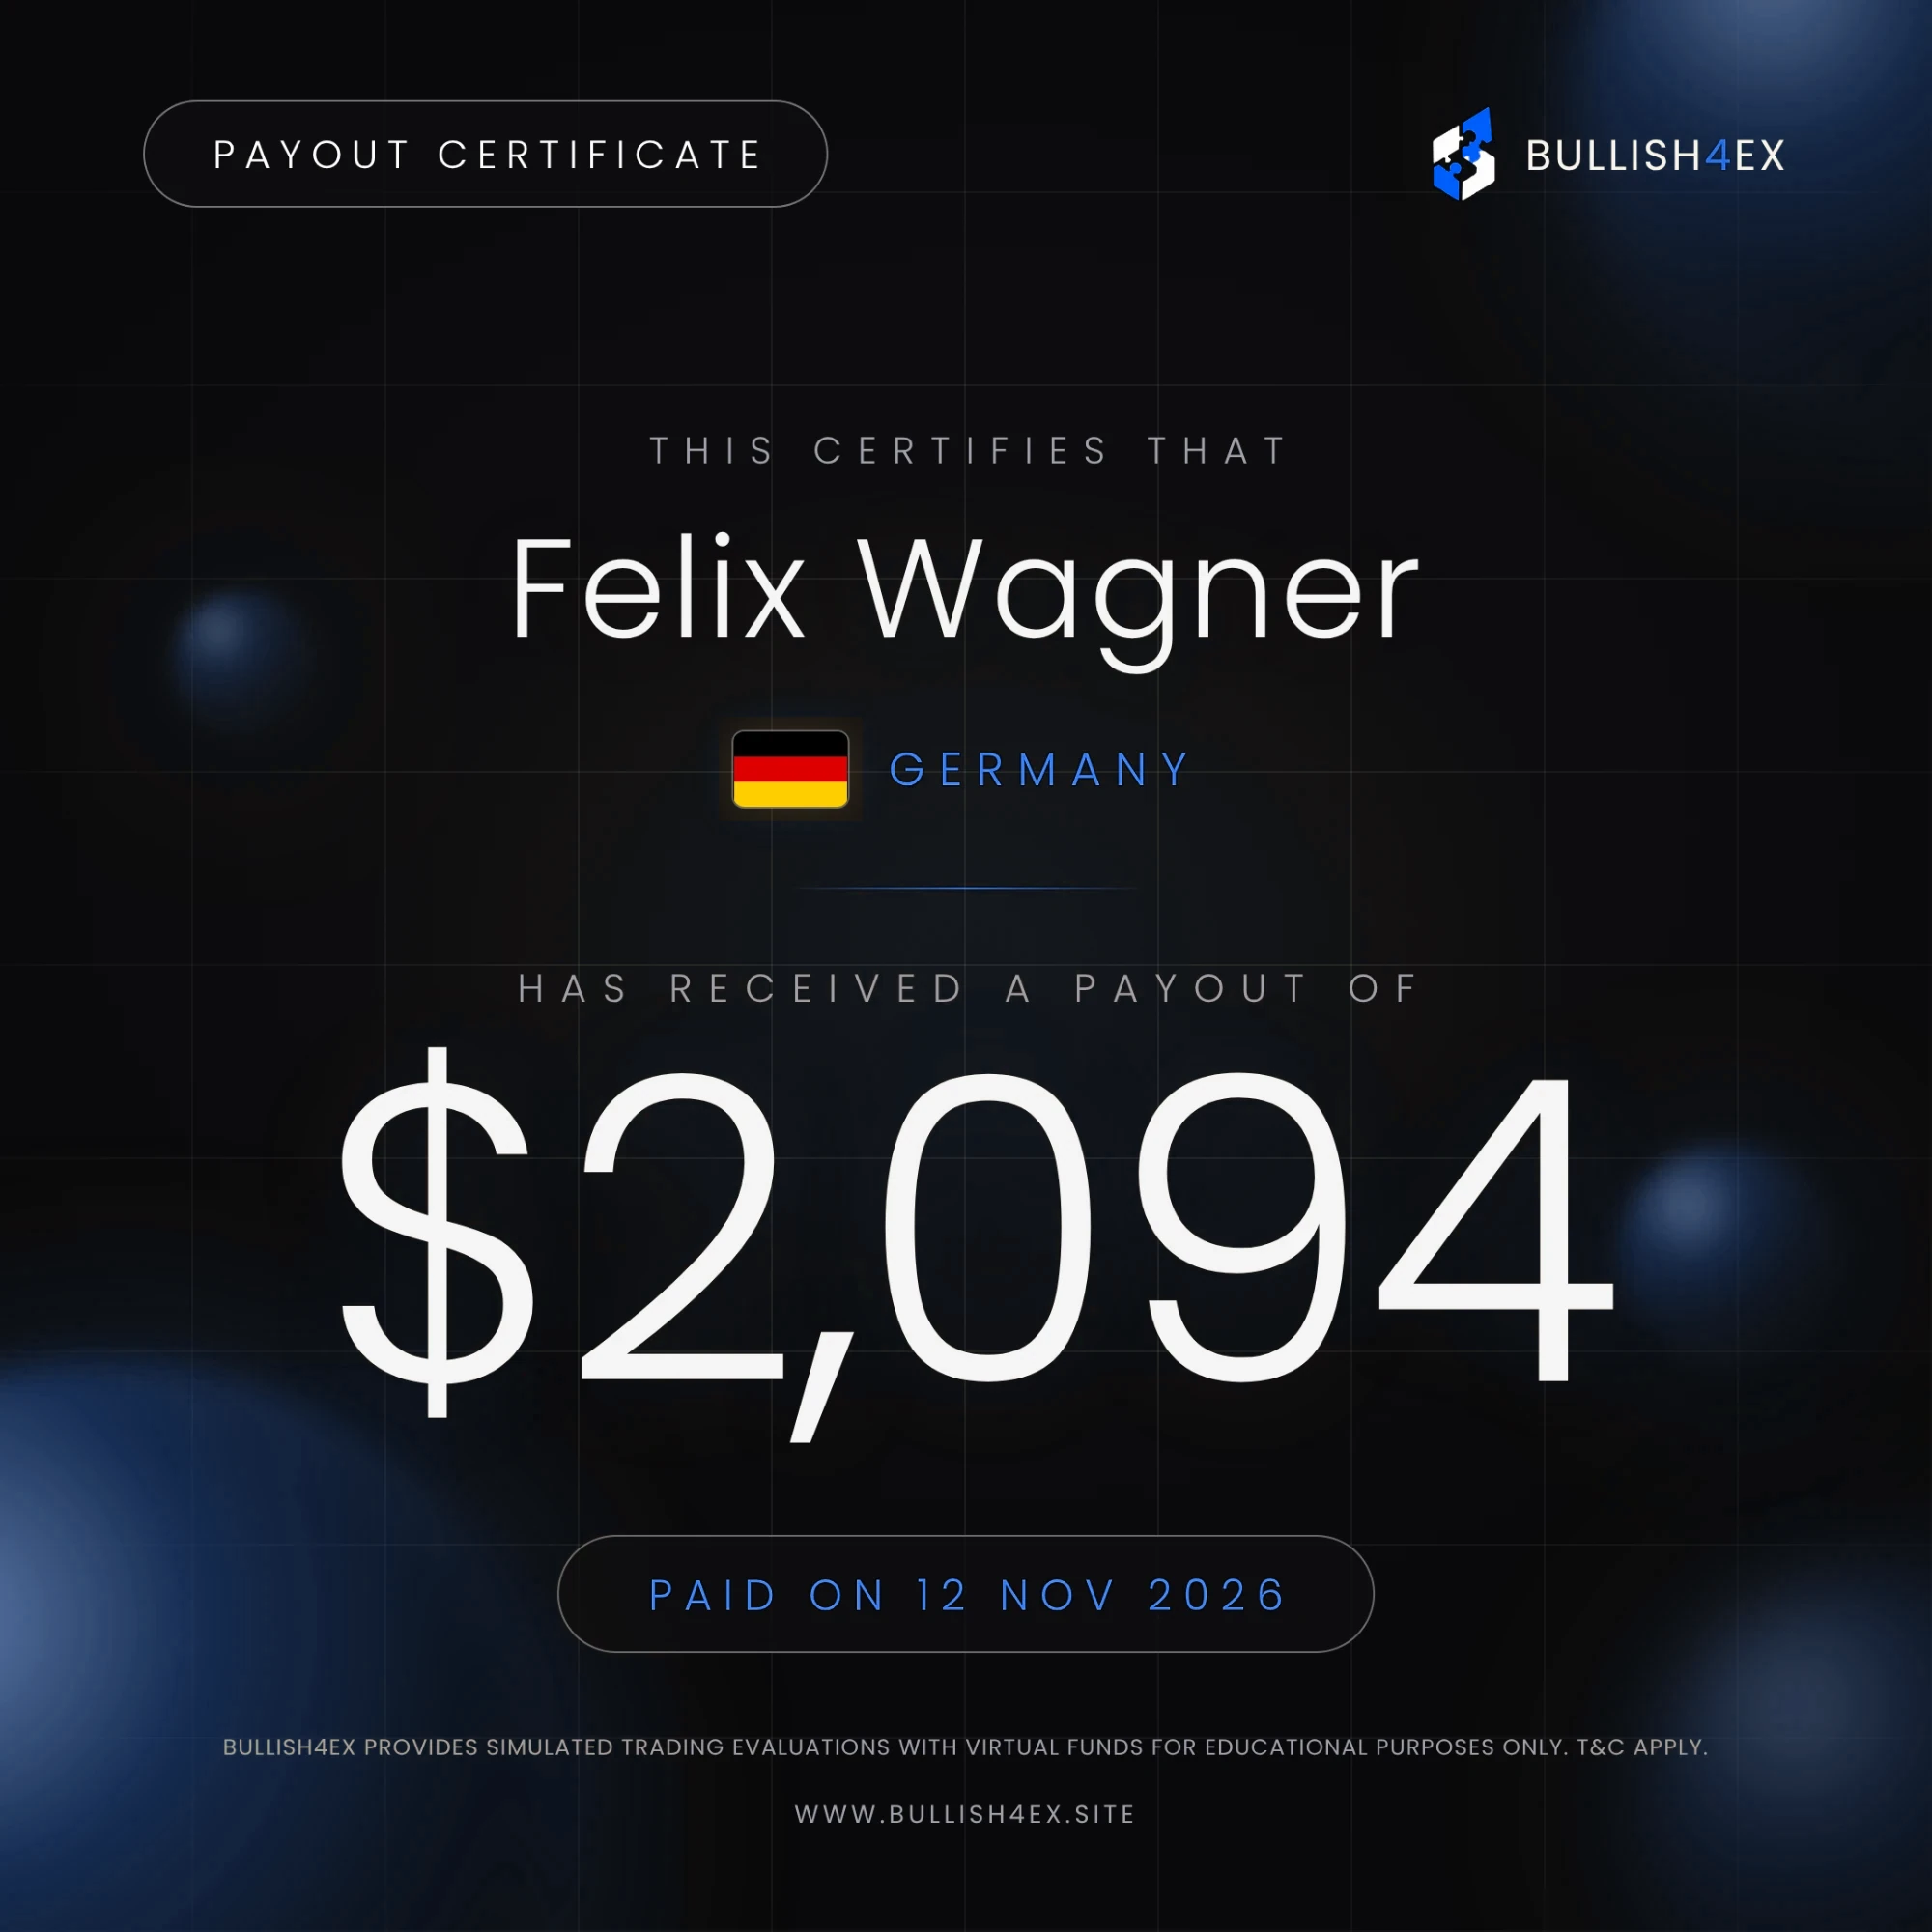 PAYOUT CERTIFICATE
BULLISH4EX
THIS CERTIFIES THAT
Felix Wagner
GERMANY
HAS RECEIVED A PAYOUT OF
$2,094
PAID ON 12 NOV 2026
BULLISH4EX PROVIDES SIMULATED TRADING EVALUATIONS WITH VIRTUAL FUNDS FOR EDUCATIONAL PURPOSES ONLY. T&C APPLY.
WWW.BULLISH4EX.SITE